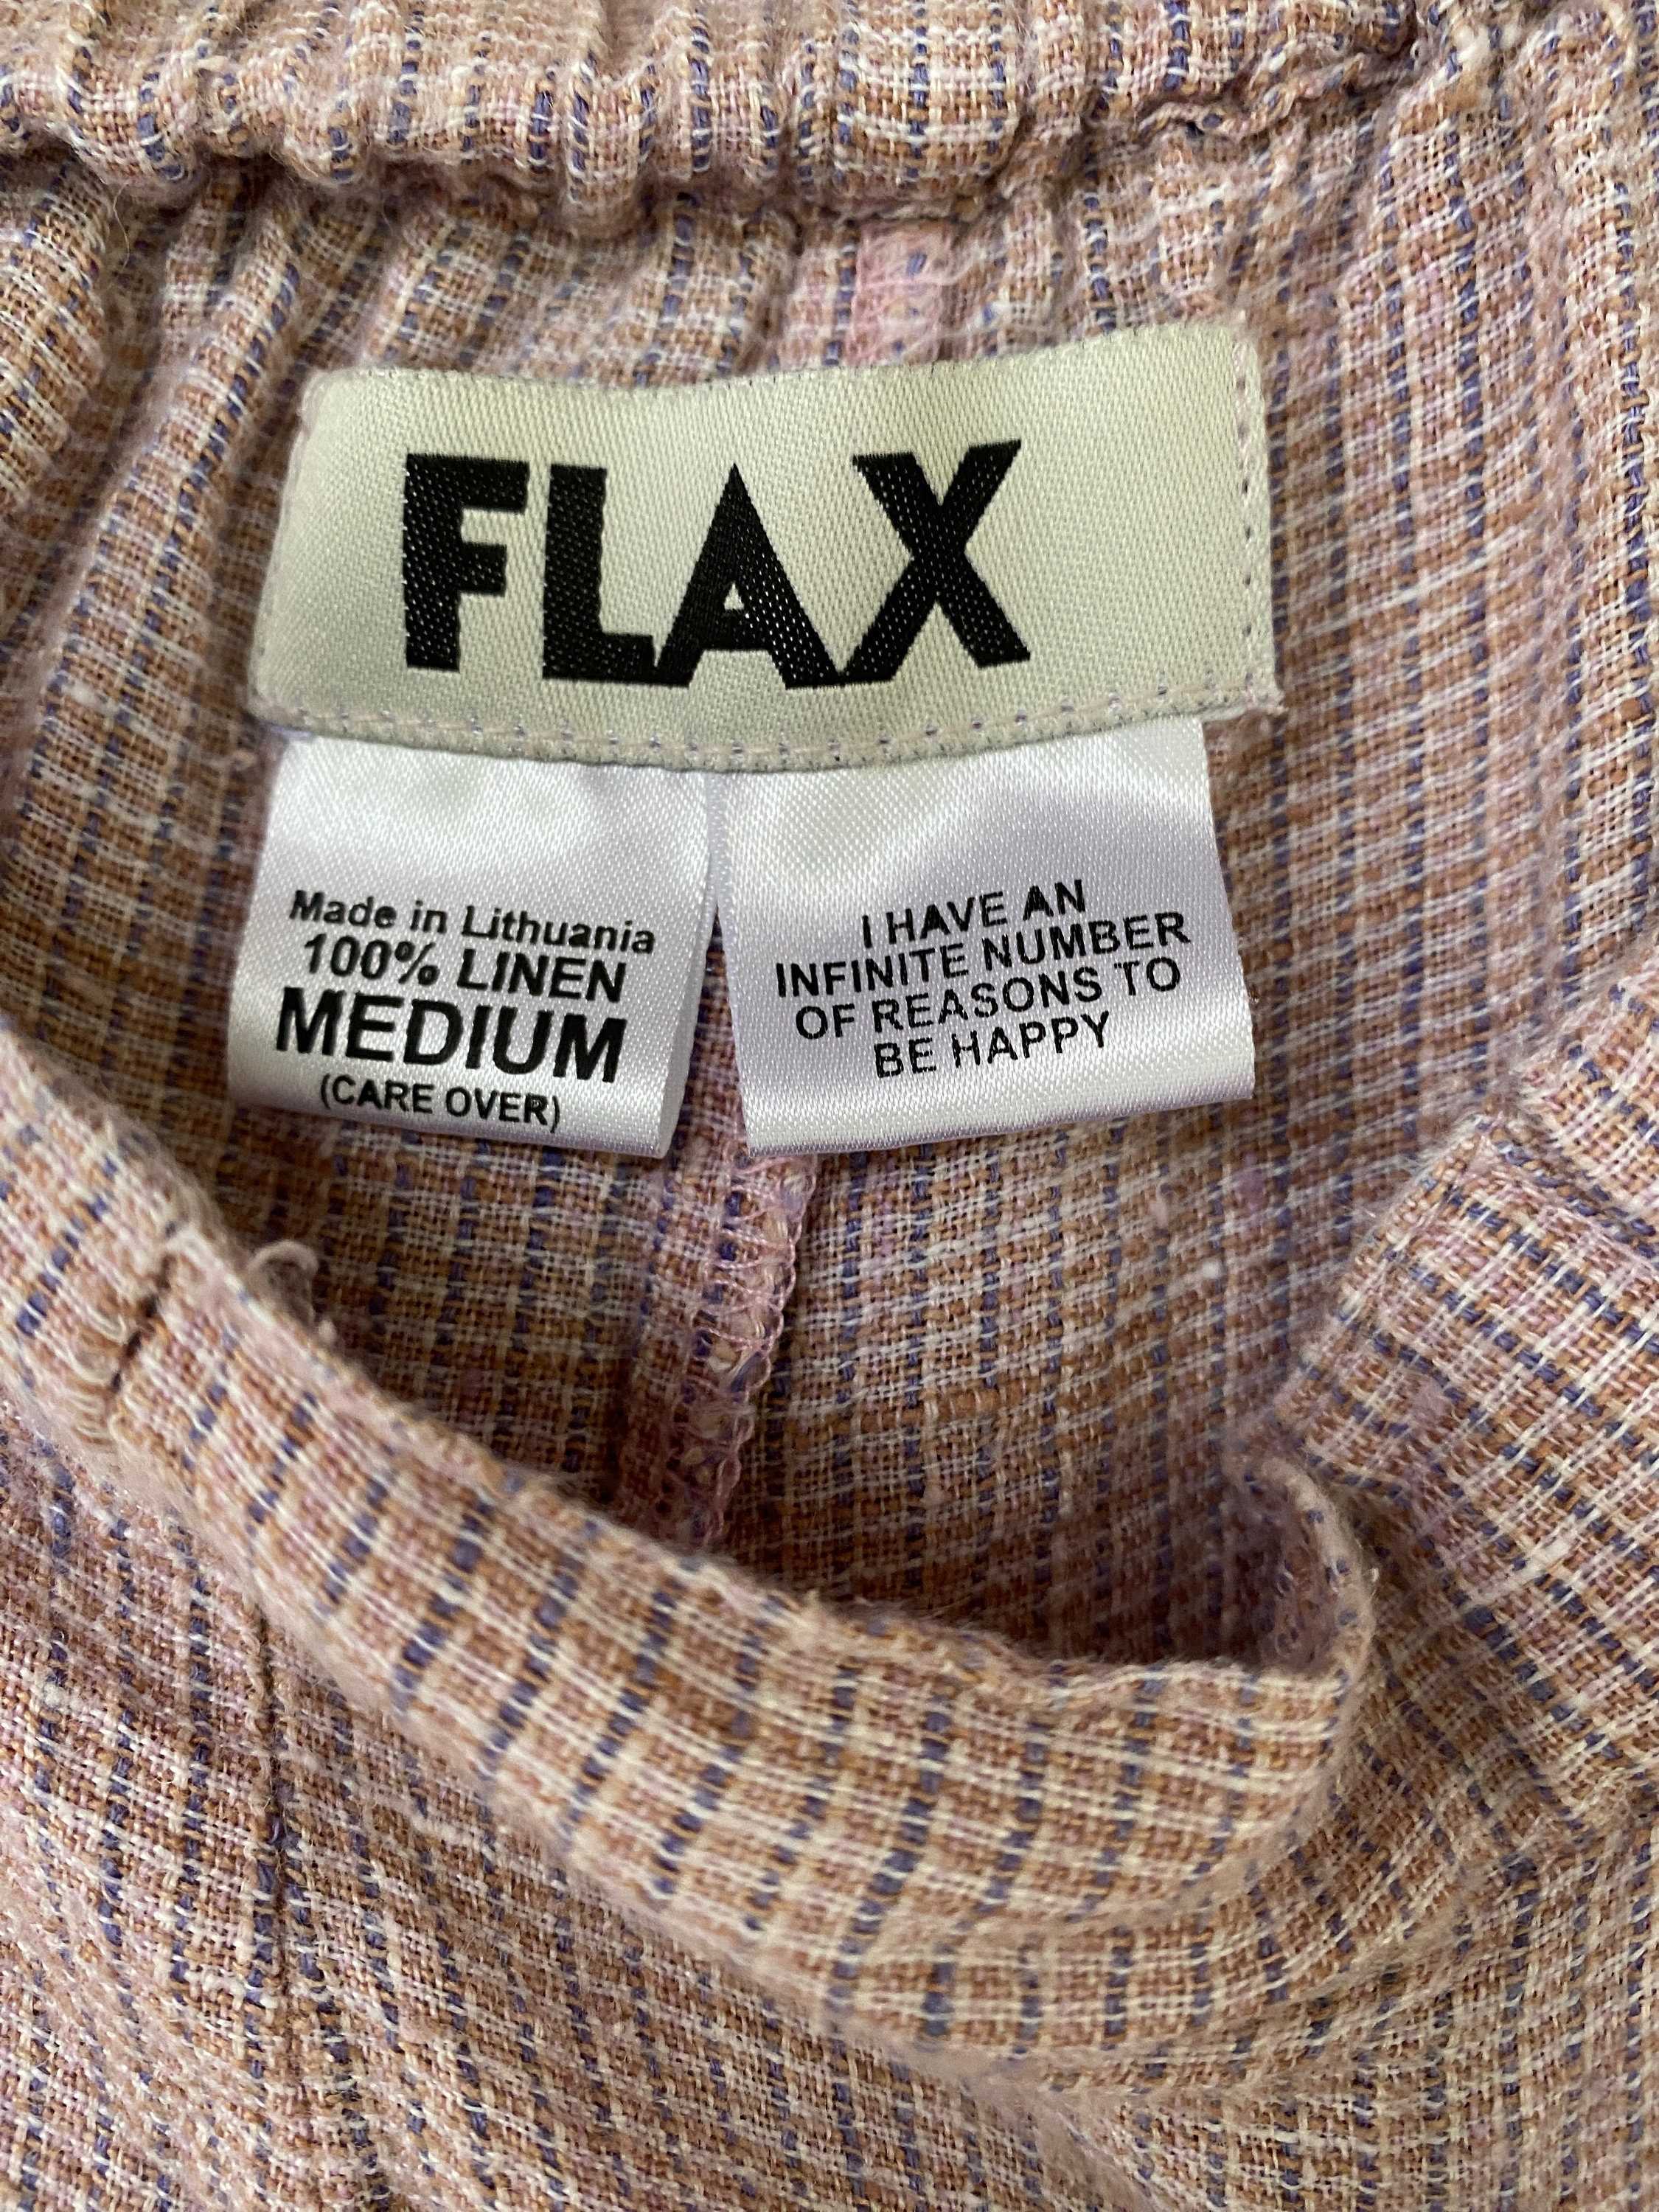 FLAX
Made in Lithuania
100% LINEN
MEDIUM
(CARE OVER)
I HAVE AN
INFINITE NUMBER
OF REASONS TO
BE HAPPY